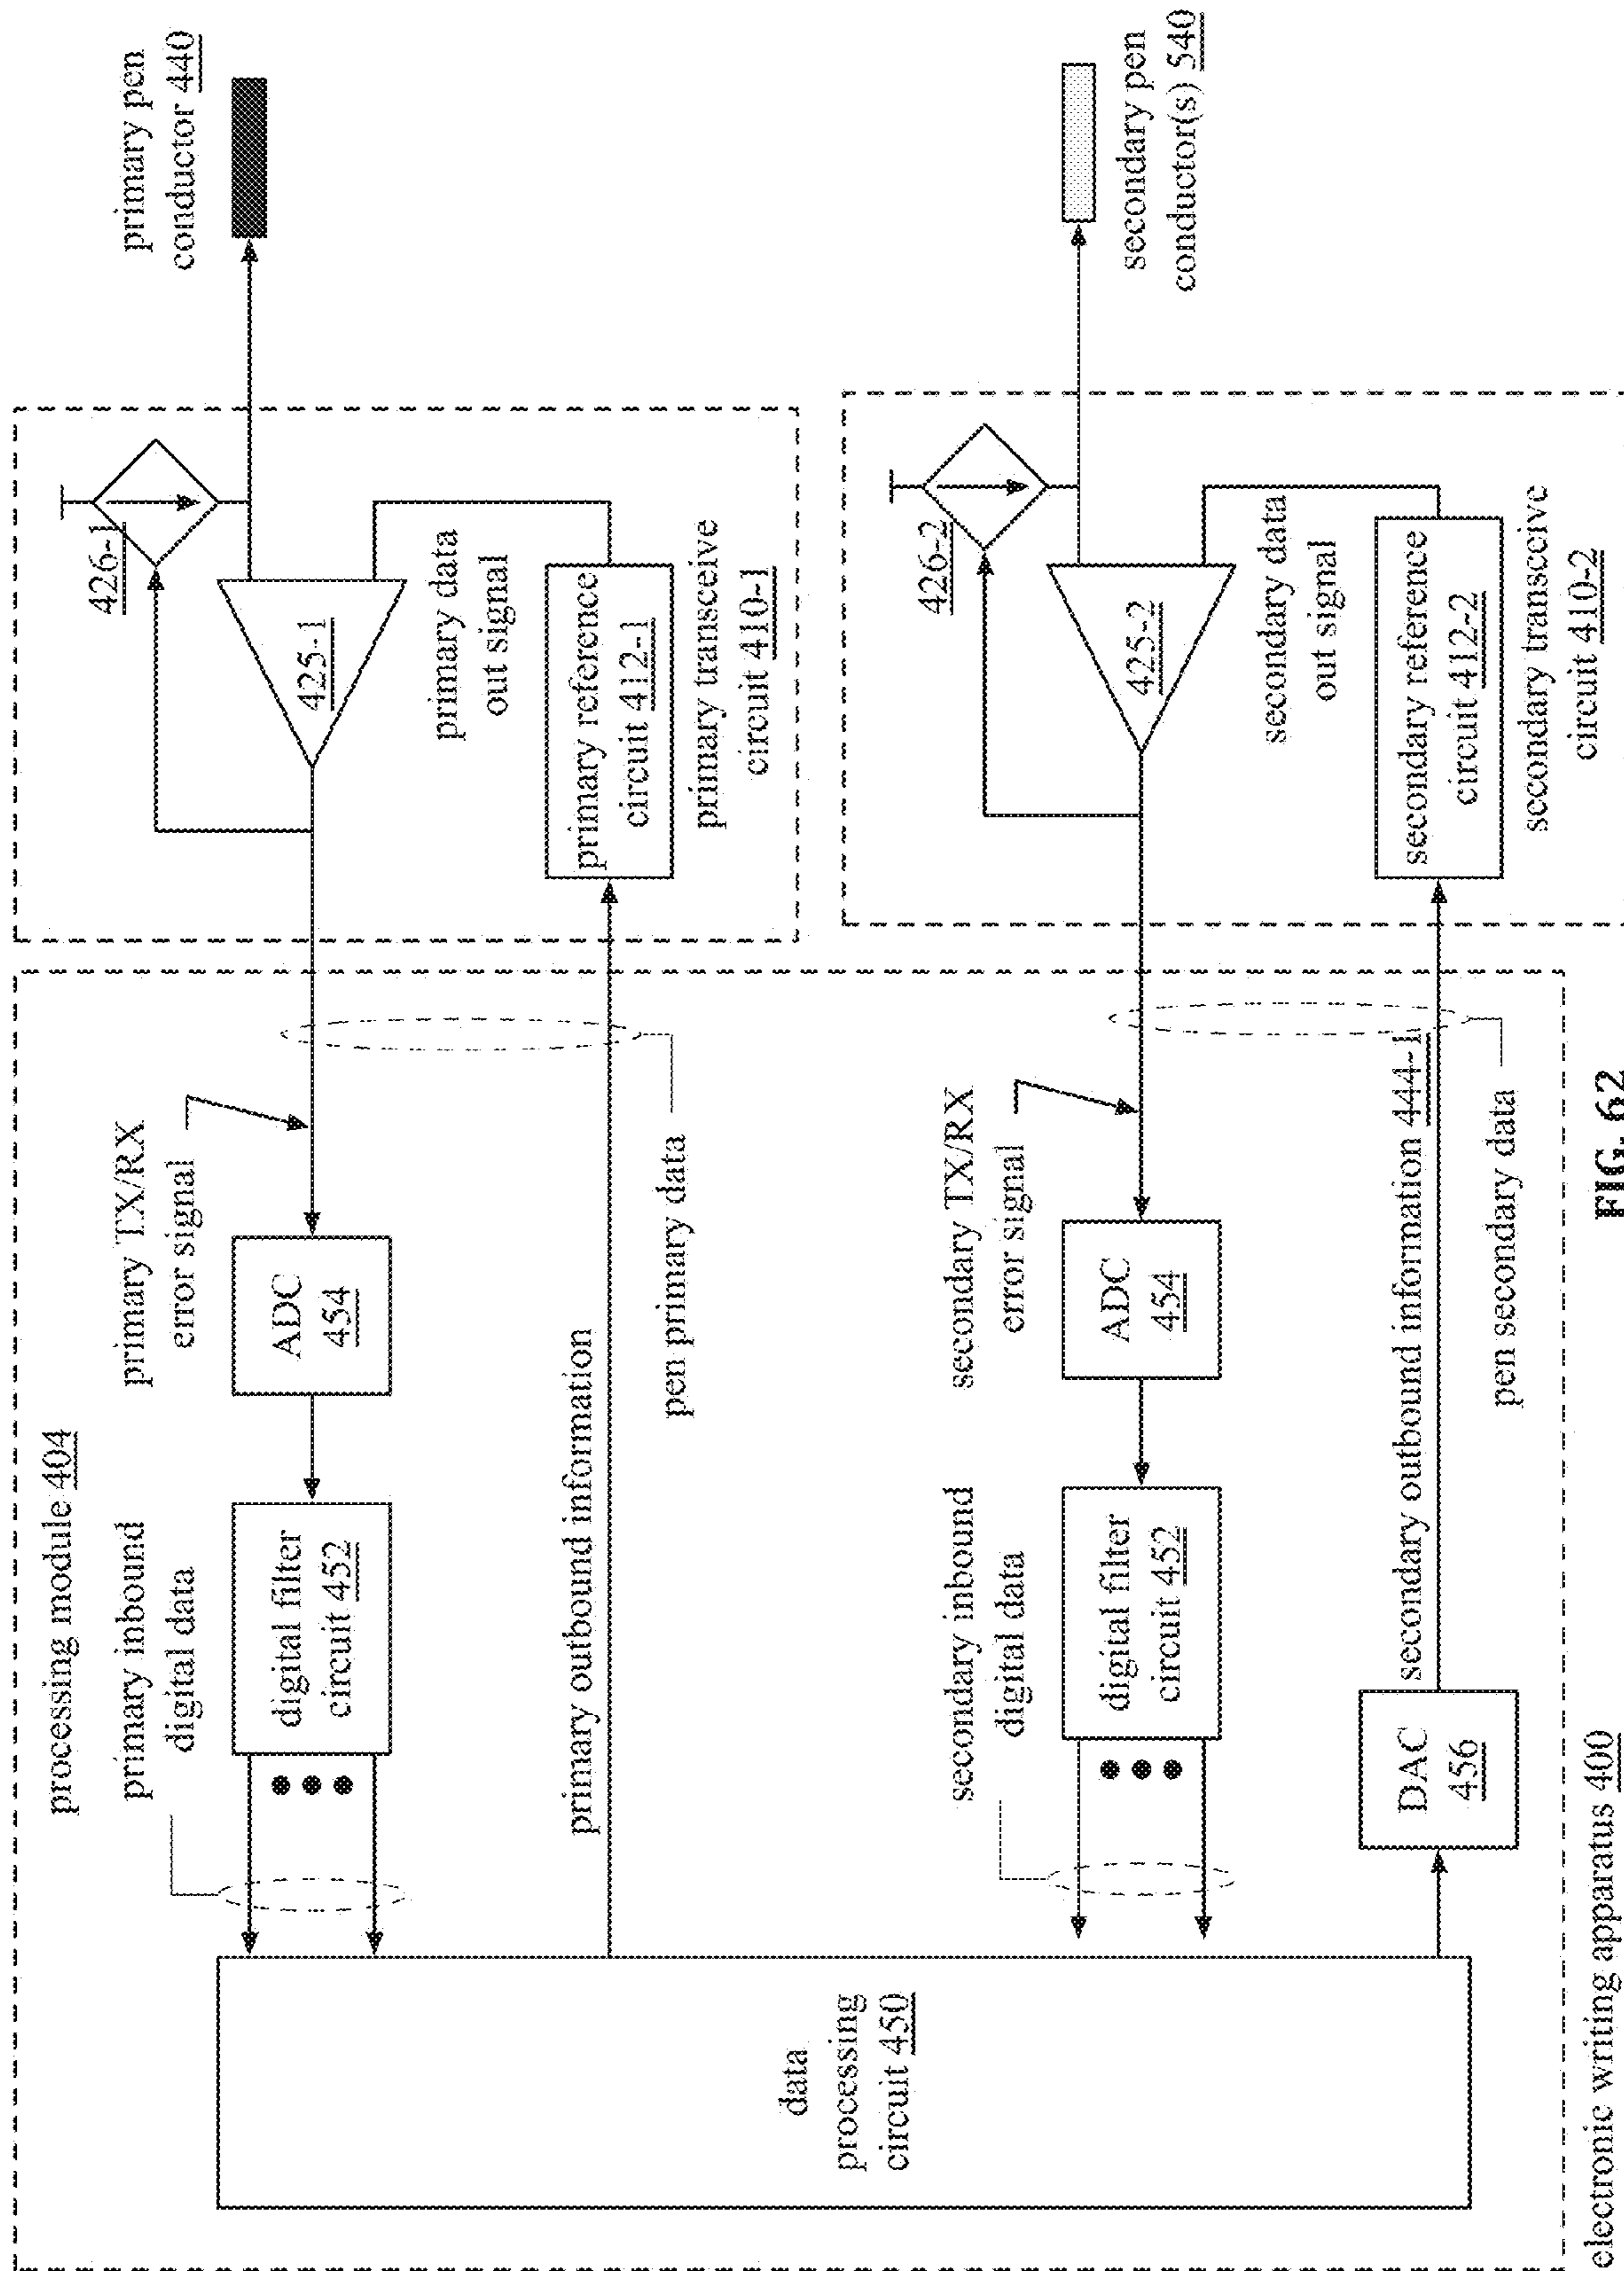 processing module 404
primary inbound
digital data
digital filter
circuit 452
ADC
454
primary TX/RX
error signal
426-1
425-1
primary pen
conductor 440
primary data
out signal
primary outbound information
pen primary data
primary reference
circuit 412-1
primary transceive
circuit 410-1
data
processing
circuit 450
secondary inbound
digital data
digital filter
circuit 452
ADC
454
secondary TX/RX
error signal
426-2
425-2
secondary pen
conductor(s) 540
secondary data
out signal
DAC
456
secondary outbound information 444-1
pen secondary data
secondary reference
circuit 412-2
secondary transceive
circuit 410-2
electronic writing apparatus 400
FIG. 62